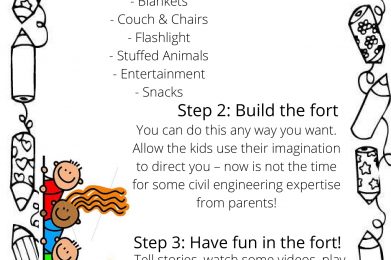 - Blankets
- Couch & Chairs
- Flashlight
- Stuffed Animals
- Entertainment
- Snacks
Step 2: Build the fort
You can do this any way you want.
Allow the kids use their imagination
to direct you – now is not the time
for some civil engineering expertise
from parents!
Step 3: Have fun in the fort!
Tell stories, watch some videos, play